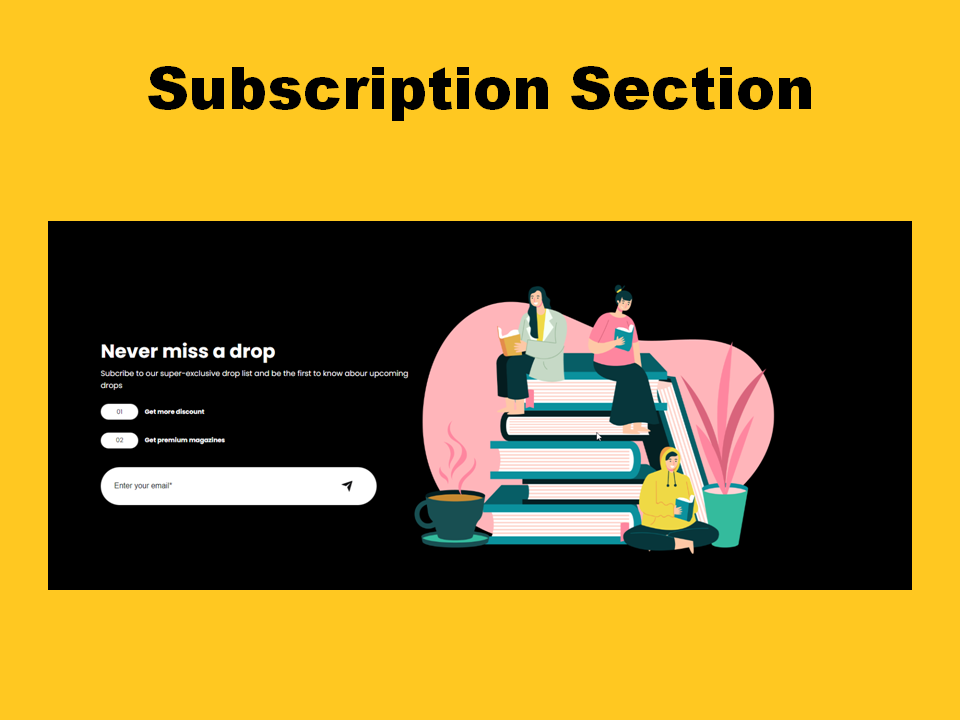 Subscription Section
Never miss a drop
Subcribe to our super-exclusive drop list and be the first to know abour upcoming
drops
01 Get more discount
02 Get premium magazines
Enter your email*